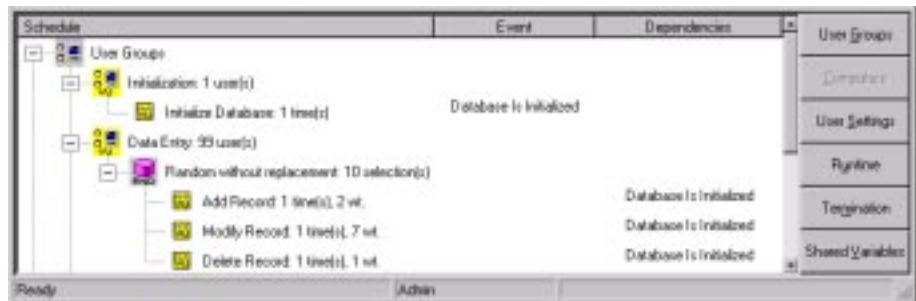 Schedule Event Dependencies
User Groups
Initialization: 1 user(s)
Initialize Database: 1 time(s) Database Is Initialized
Data Entry: 99 user(s)
Random without replacement: 10 selection(s)
Add Record: 1 time(s), 2 wt. Database Is Initialized
Modify Record: 1 time(s), 7 wt. Database Is Initialized
Delete Record: 1 time(s), 1 wt. Database Is Initialized
User Groups
Computers
User Settings
Runtime
Termination
Shared Variables
Ready Admin